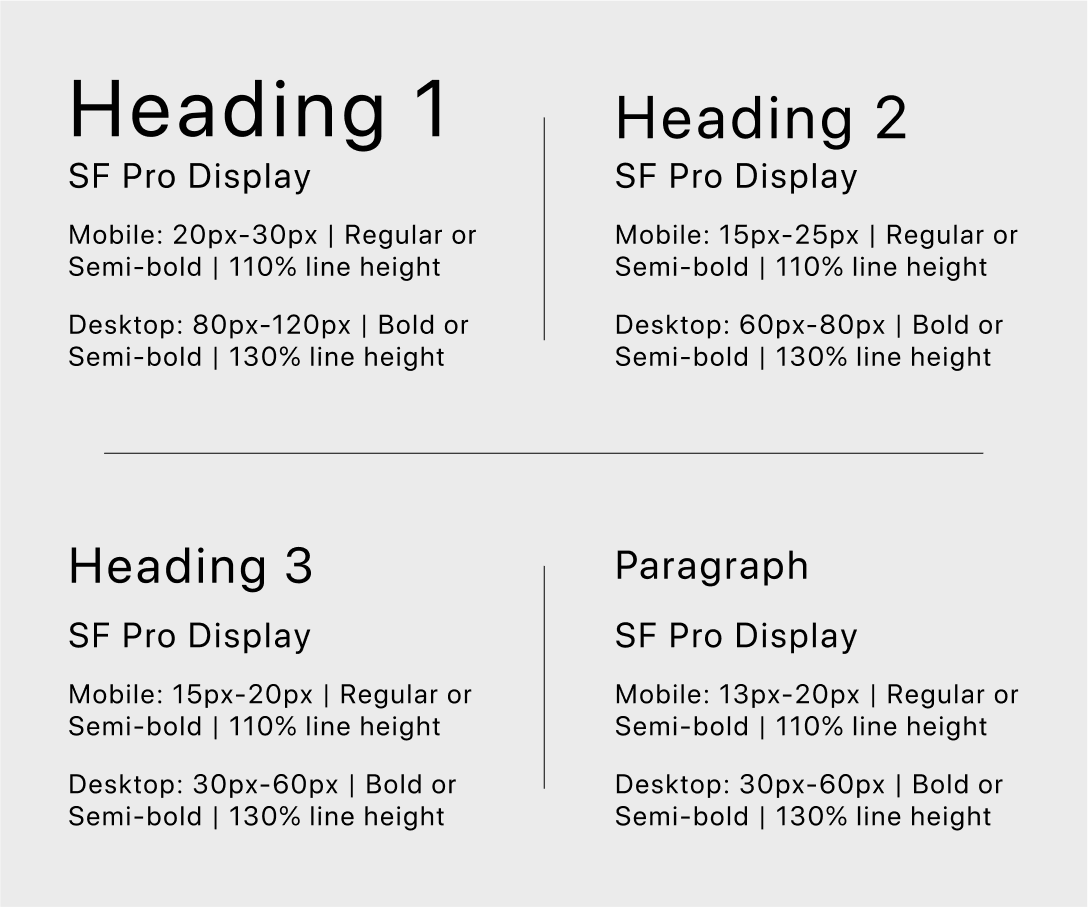 Heading 1
SF Pro Display
Mobile: 20px-30px | Regular or
Semi-bold | 110% line height
Desktop: 80px-120px | Bold or
Semi-bold | 130% line height
Heading 2
SF Pro Display
Mobile: 15px-25px | Regular or
Semi-bold | 110% line height
Desktop: 60px-80px | Bold or
Semi-bold | 130% line height
Heading 3
SF Pro Display
Mobile: 15px-20px | Regular or
Semi-bold | 110% line height
Desktop: 30px-60px | Bold or
Semi-bold | 130% line height
Paragraph
SF Pro Display
Mobile: 13px-20px | Regular or
Semi-bold | 110% line height
Desktop: 30px-60px | Bold or
Semi-bold | 130% line height